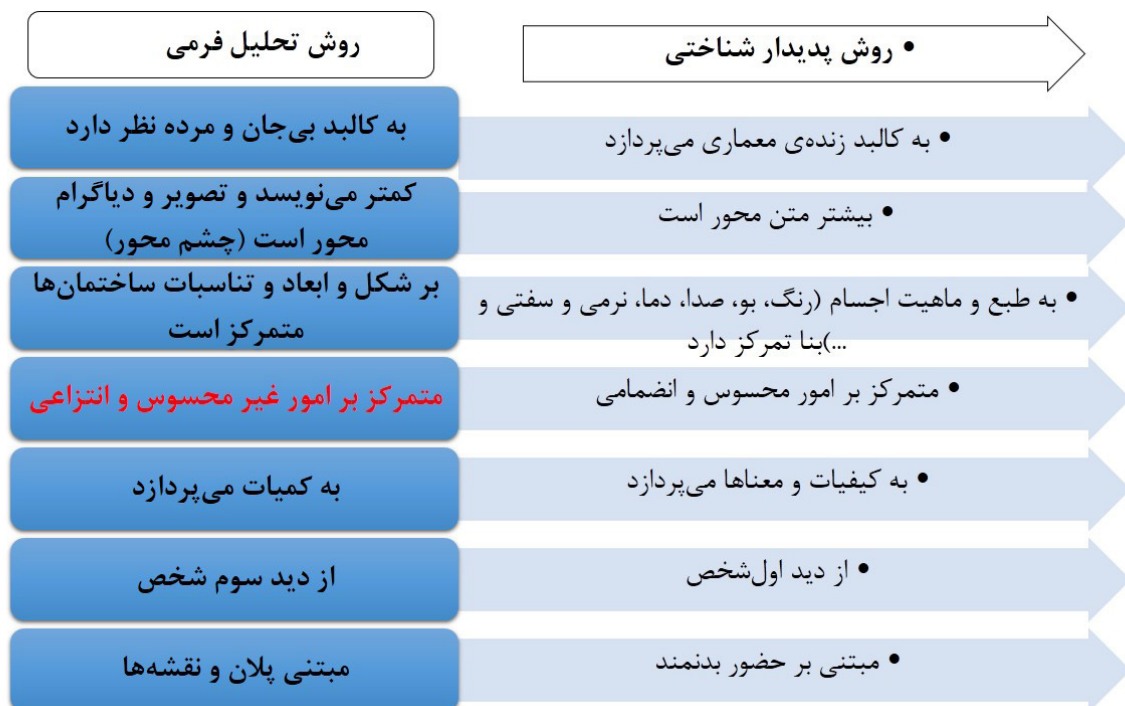 روش تحلیل فرمی
• روش پدیدار شناختی
به کالبد بی‌جان و مرده نظر دارد
• به کالبد زنده‌ی معماری می‌پردازد
کمتر می‌نویسد و تصویر و دیاگرام
محور است (چشم محور)
• بیشتر متن محور است
بر شکل و ابعاد و تناسبات ساختمان‌ها
متمرکز است
• به طبع و ماهیت اجسام (رنگ، بو، صدا، دما، نرمی و سفتی و
...)بنا تمرکز دارد
متمرکز بر امور غیر محسوس و انتزاعی
• متمرکز بر امور محسوس و انضمامی
به کمیات می‌پردازد
• به کیفیات و معناها می‌پردازد
از دید سوم شخص
• از دید اول‌شخص
مبتنی پلان و نقشه‌ها
• مبتنی بر حضور بدنمند